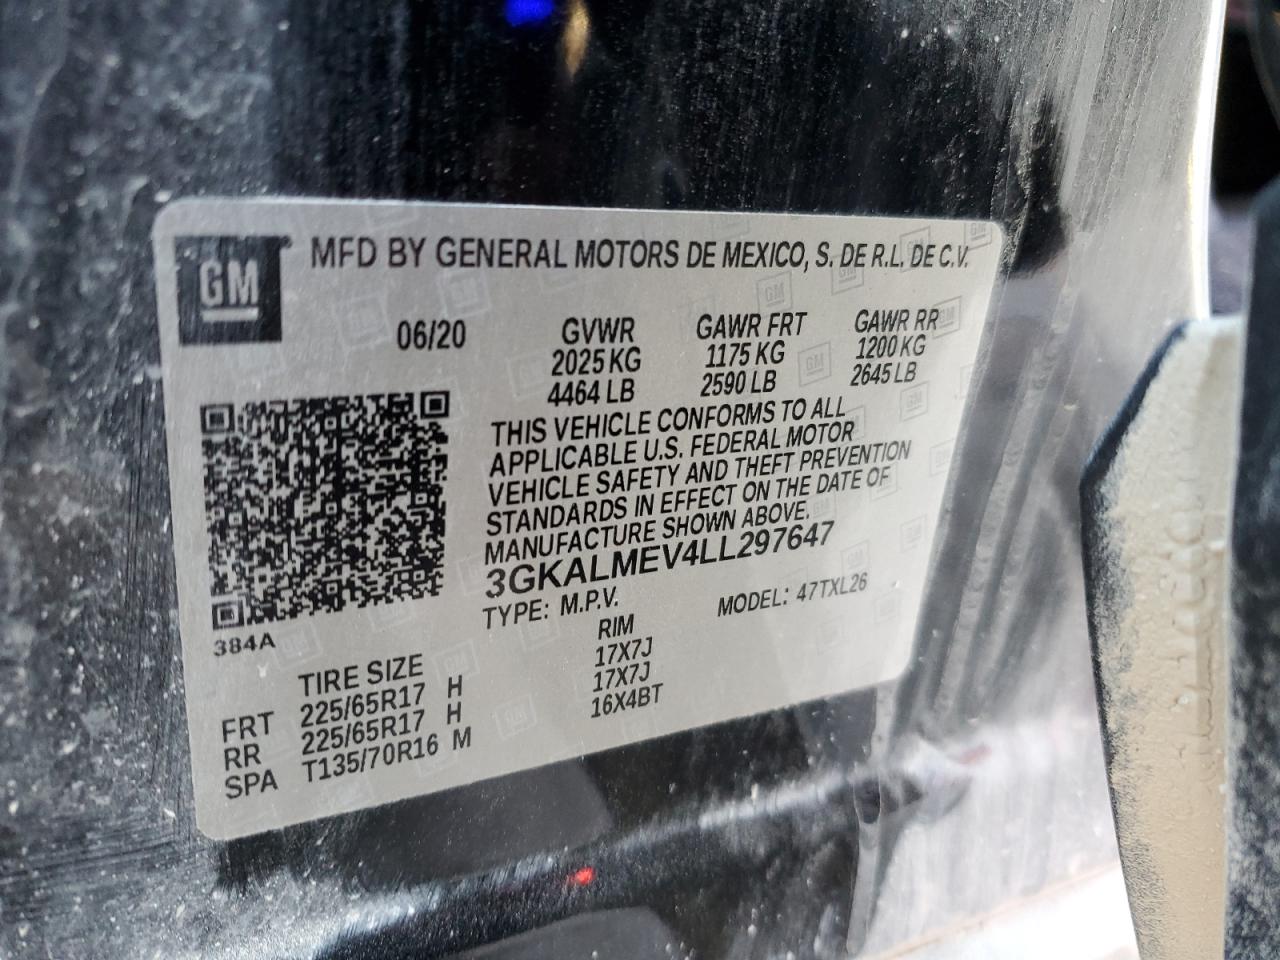 GM
MFD BY GENERAL MOTORS DE MEXICO, S. DE R.L. DE C.V.
06/20 GVWR GAWR FRT GAWR RR
2025 KG 1175 KG 1200 KG
4464 LB 2590 LB 2645 LB
THIS VEHICLE CONFORMS TO ALL
APPLICABLE U.S. FEDERAL MOTOR
VEHICLE SAFETY AND THEFT PREVENTION
STANDARDS IN EFFECT ON THE DATE OF
MANUFACTURE SHOWN ABOVE.
3GKALMEV4LL297647
TYPE: M.P.V. MODEL: 47TXL26
384A
TIRE SIZE RIM
FRT 225/65R17 H 17X7J
RR 225/65R17 H 17X7J
SPA T135/70R16 M 16X4BT